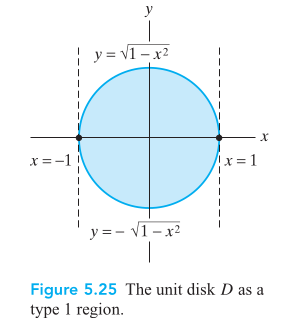 y
y = √1 – x²
x
x = –1
x = 1
y = – √1 – x²
Figure 5.25 The unit disk D as a
type 1 region.